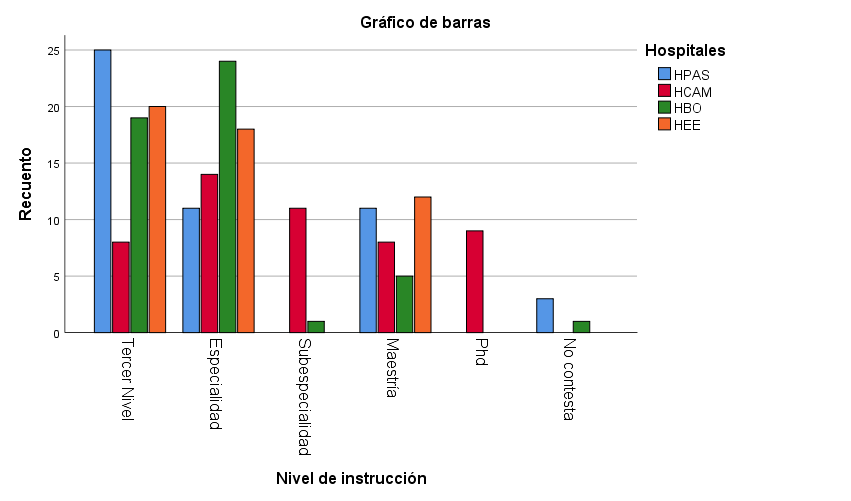 Gráfico de barras
Hospitales
HPAS
HCAM
HBO
HEE
Recuento
25
20
15
10
5
0
Tercer Nivel
Especialidad
Subespecialidad
Maestría
Phd
No contesta
Nivel de instrucción